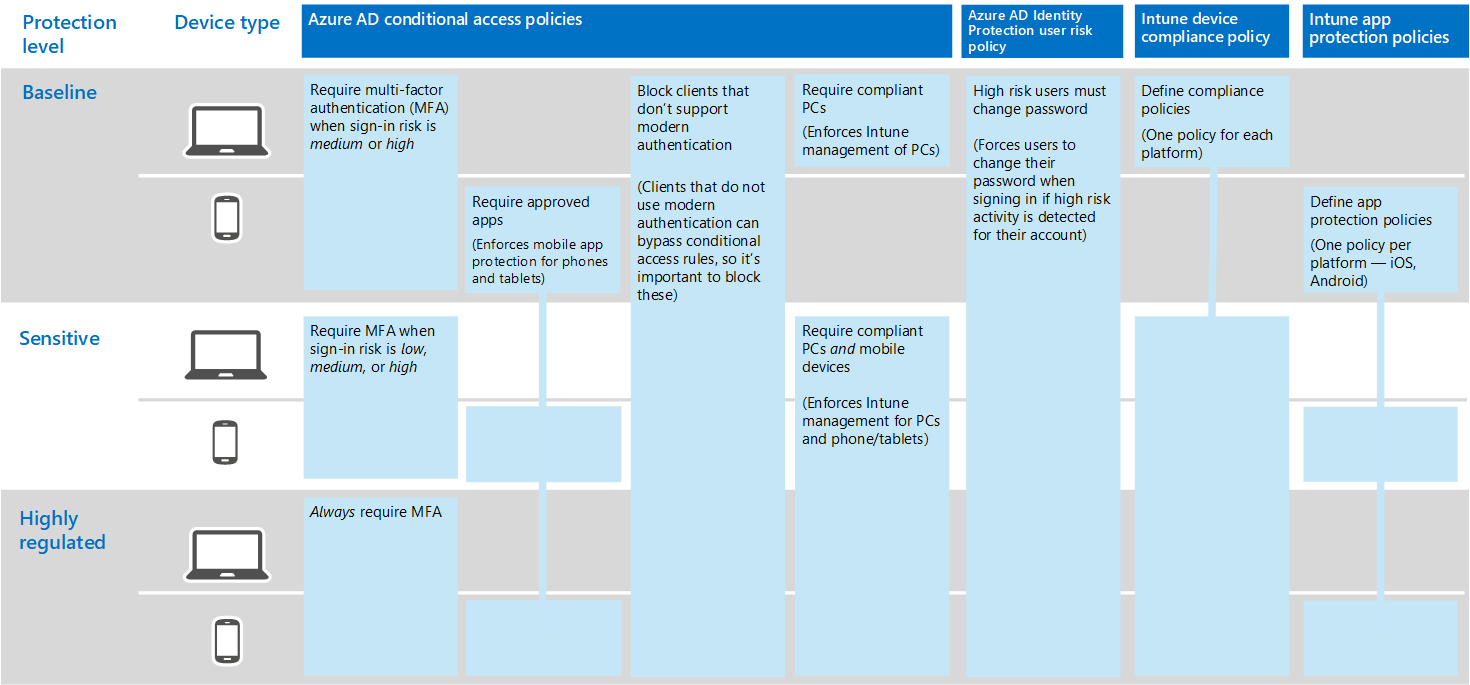 Protection
level
Device type
Azure AD conditional access policies
Azure AD Identity
Protection user risk
policy
Intune device
compliance policy
Intune app
protection policies
Baseline
Require multi-factor
authentication (MFA)
when sign-in risk is
medium or high
Require approved
apps
(Enforces mobile app
protection for phones
and tablets)
Block clients that
don’t support
modern
authentication
(Clients that do not
use modern
authentication can
bypass conditional
access rules, so it’s
important to block
these)
Require compliant
PCs
(Enforces Intune
management of PCs)
High risk users must
change password
(Forces users to
change their
password when
signing in if high risk
activity is detected
for their account)
Define compliance
policies
(One policy for each
platform)
Define app
protection policies
(One policy per
platform — iOS,
Android)
Sensitive
Require MFA when
sign-in risk is low,
medium, or high
Require compliant
PCs and mobile
devices
(Enforces Intune
management for PCs
and phone/tablets)
Highly
regulated
Always require MFA